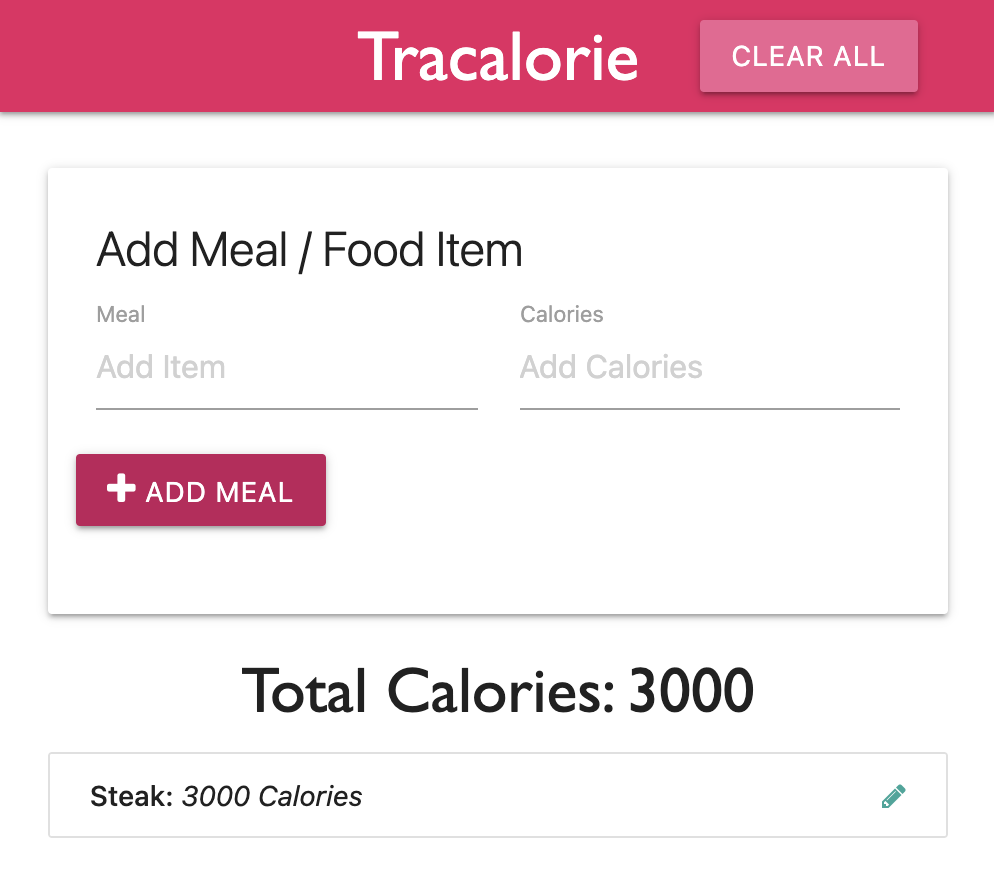 Tracalorie
CLEAR ALL
Add Meal / Food Item
Meal
Calories
Add Item
Add Calories
ADD MEAL
Total Calories: 3000
Steak: 3000 Calories